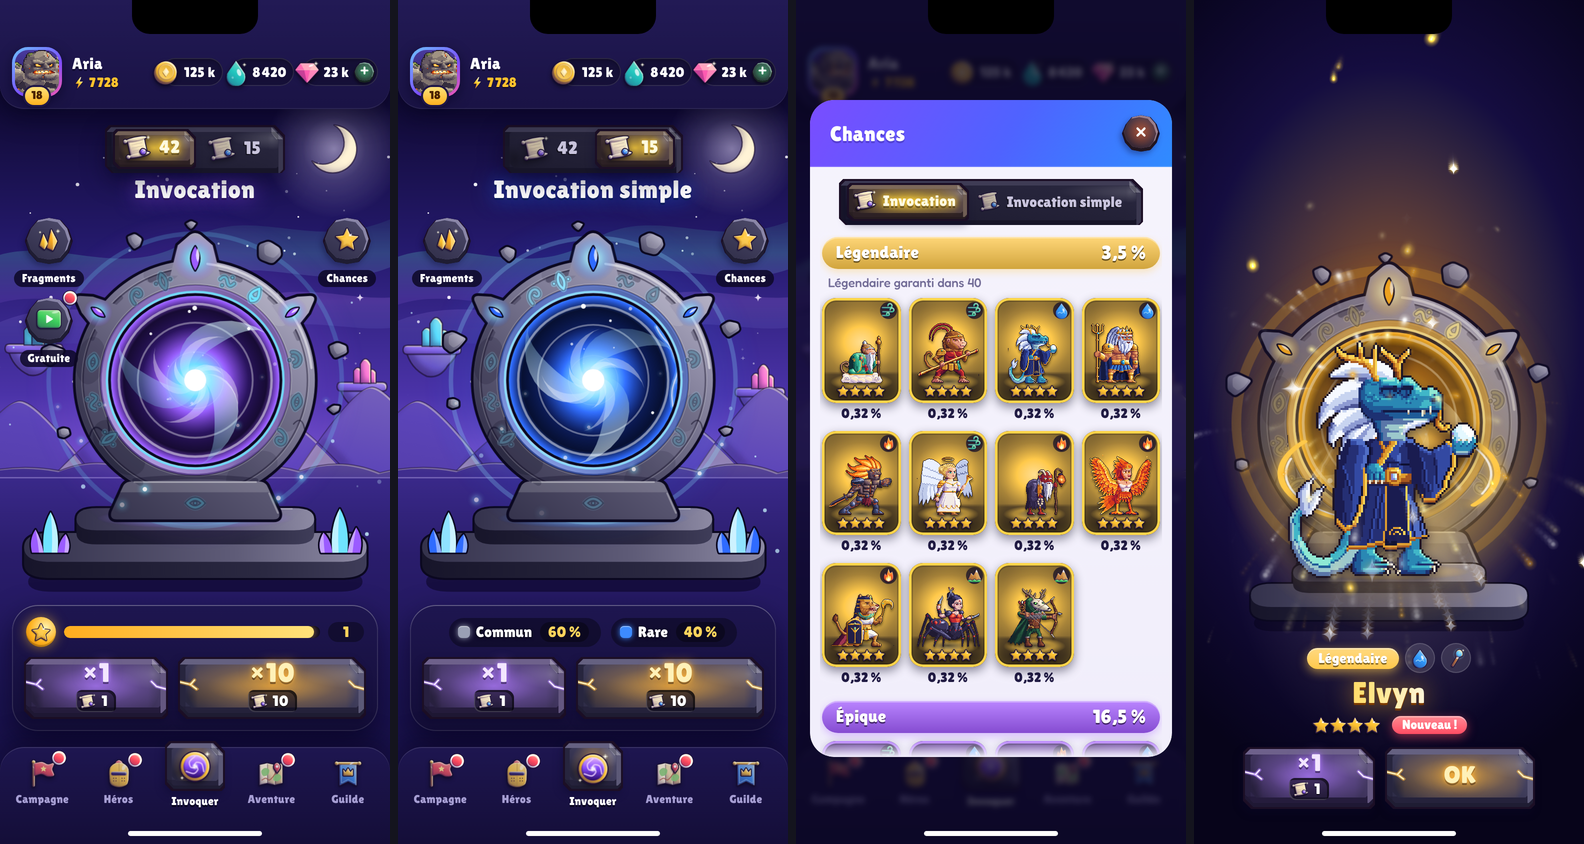 Aria
125 k
8420
23 k
7728
18
42
15
Invocation
Fragments
Chances
Gratuite
1
×1
×10
1
10
Campagne
Héros
Invoquer
Aventure
Guilde
Aria
125 k
8420
23 k
7728
18
42
15
Invocation simple
Fragments
Chances
Commun 60 %
Rare 40 %
×1
×10
1
10
Campagne
Héros
Invoquer
Aventure
Guilde
Chances
Invocation
Invocation simple
Légendaire 3,5 %
Légendaire garanti dans 40
0,32 % 0,32 % 0,32 % 0,32 %
0,32 % 0,32 % 0,32 % 0,32 %
0,32 % 0,32 % 0,32 %
Épique 16,5 %
Légendaire
Elvyn
Nouveau !
×1
1
OK